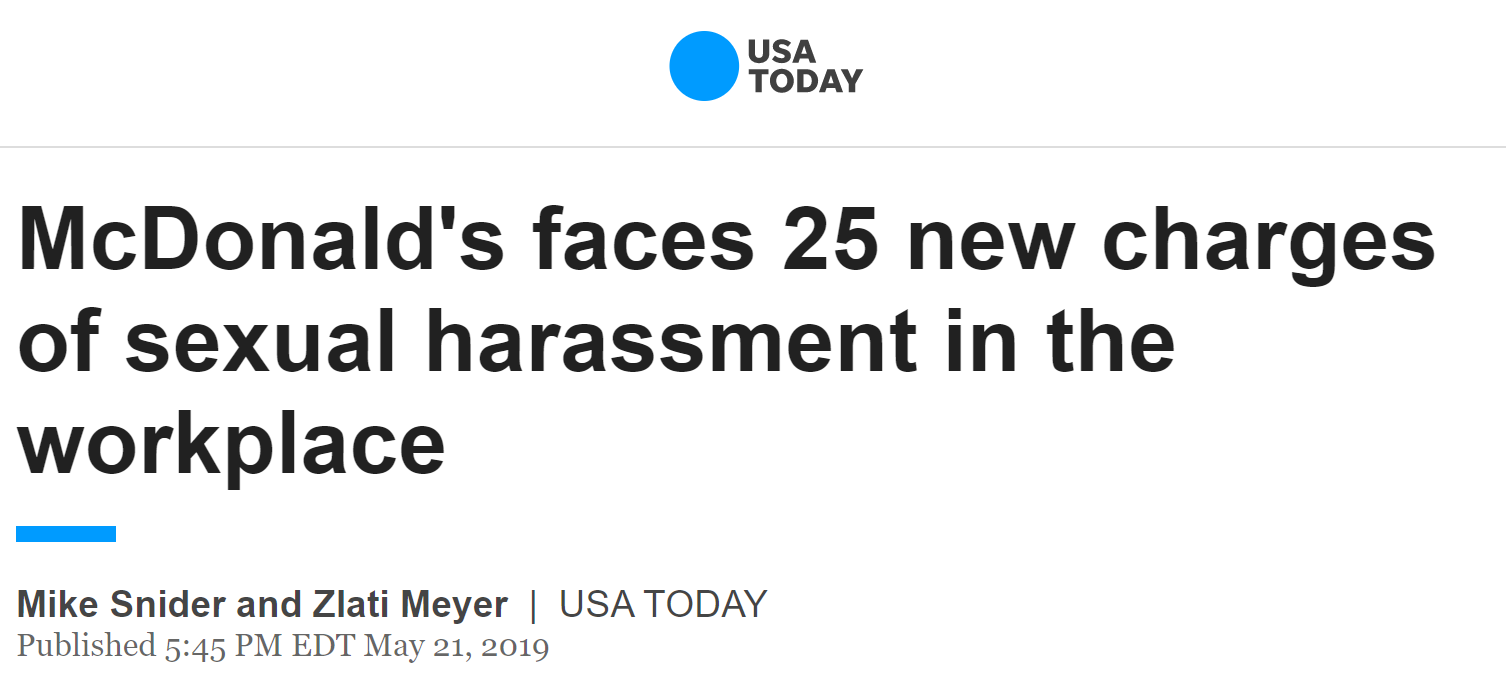 USA
TODAY
McDonald's faces 25 new charges
of sexual harassment in the
workplace
Mike Snider and Zlati Meyer | USA TODAY
Published 5:45 PM EDT May 21, 2019